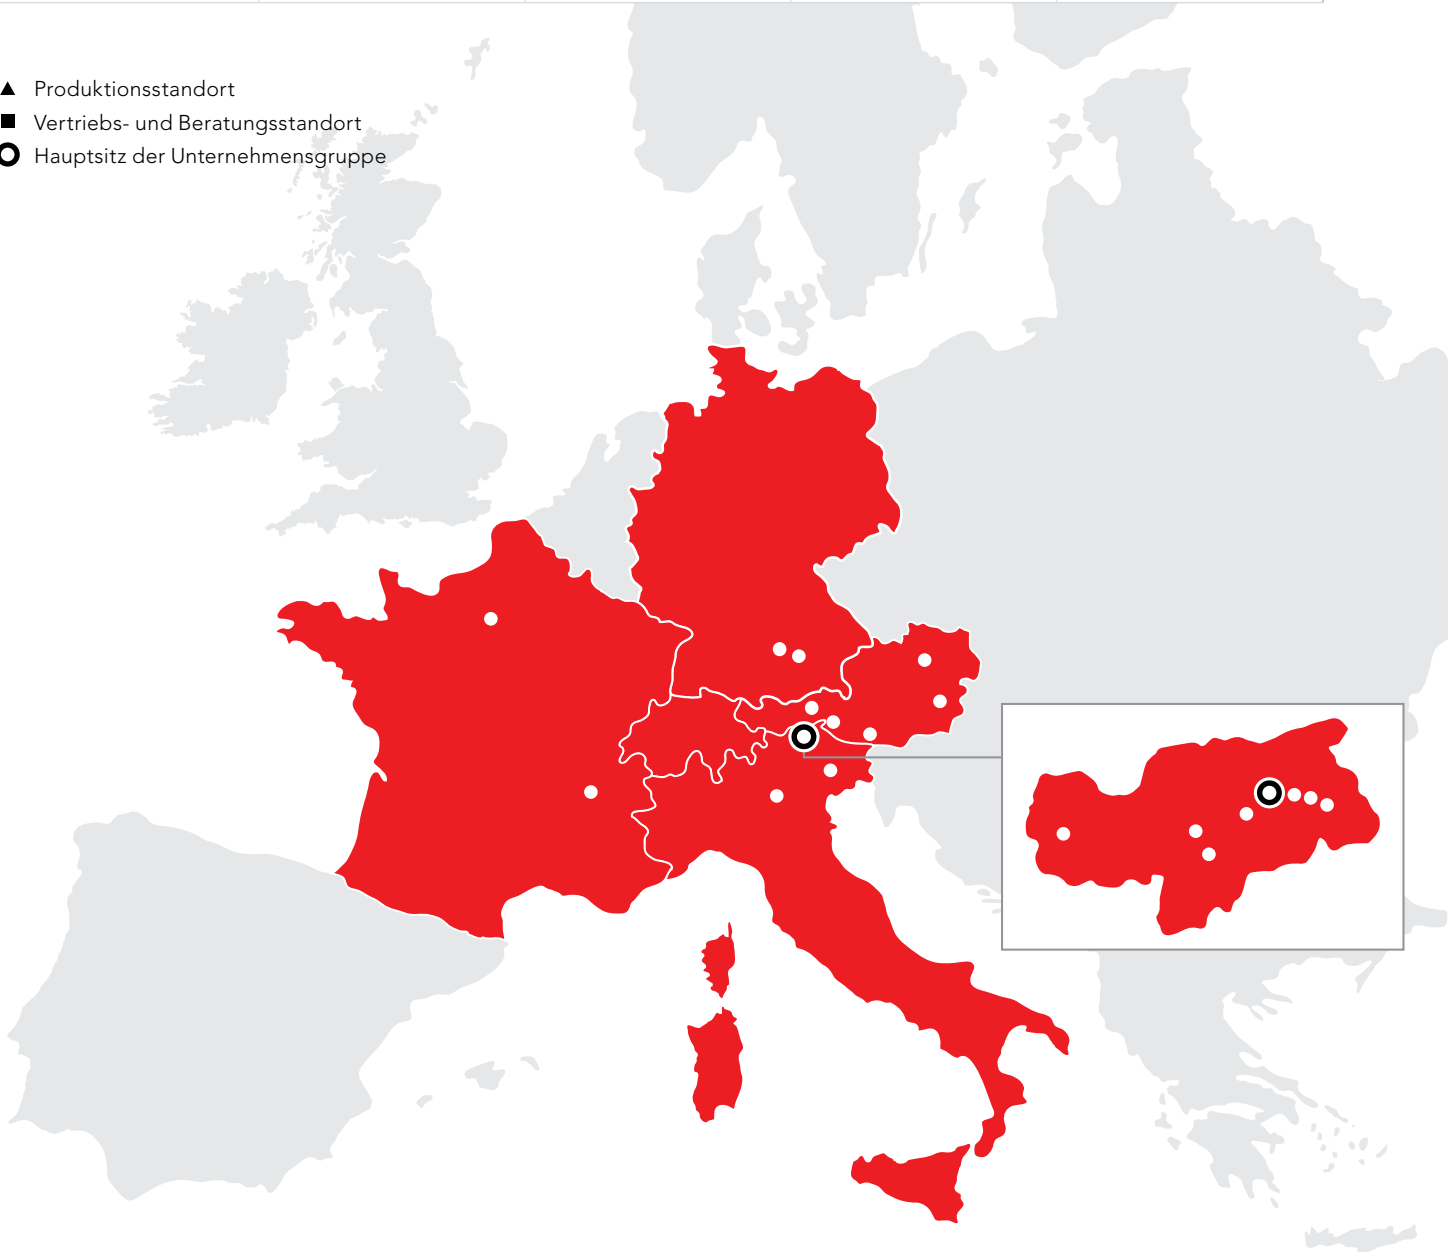 Produktionsstandort
Vertriebs- und Beratungsstandort
Hauptsitz der Unternehmensgruppe